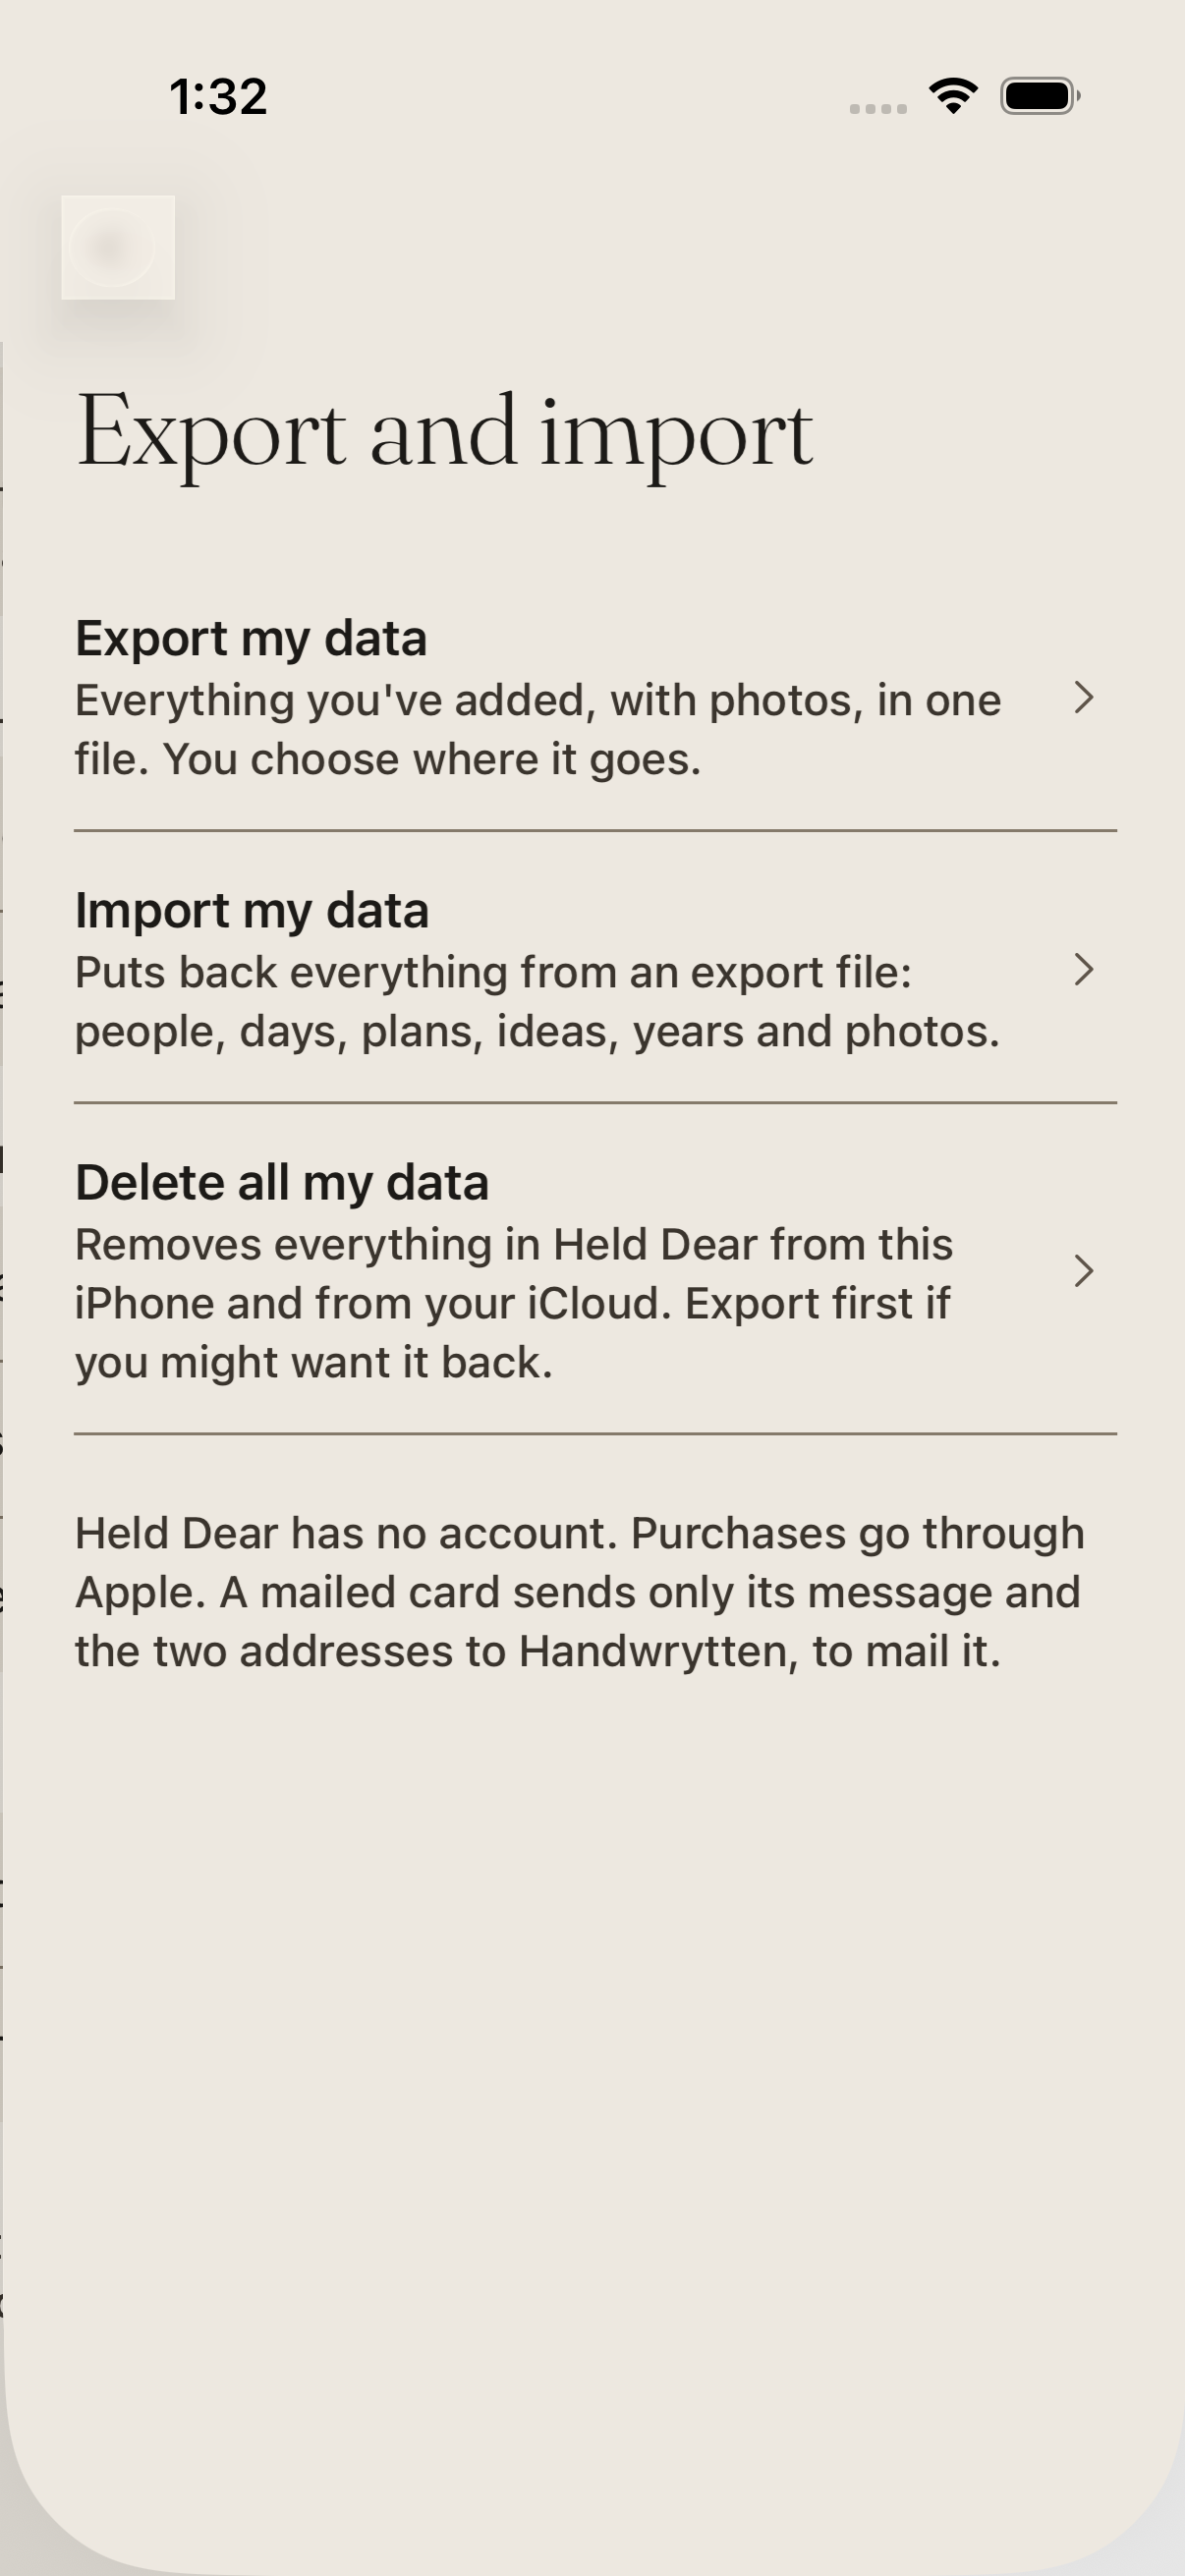 1:32
Export and import
Export my data
Everything you've added, with photos, in one
file. You choose where it goes.
Import my data
Puts back everything from an export file:
people, days, plans, ideas, years and photos.
Delete all my data
Removes everything in Held Dear from this
iPhone and from your iCloud. Export first if
you might want it back.
Held Dear has no account. Purchases go through
Apple. A mailed card sends only its message and
the two addresses to Handwrytten, to mail it.